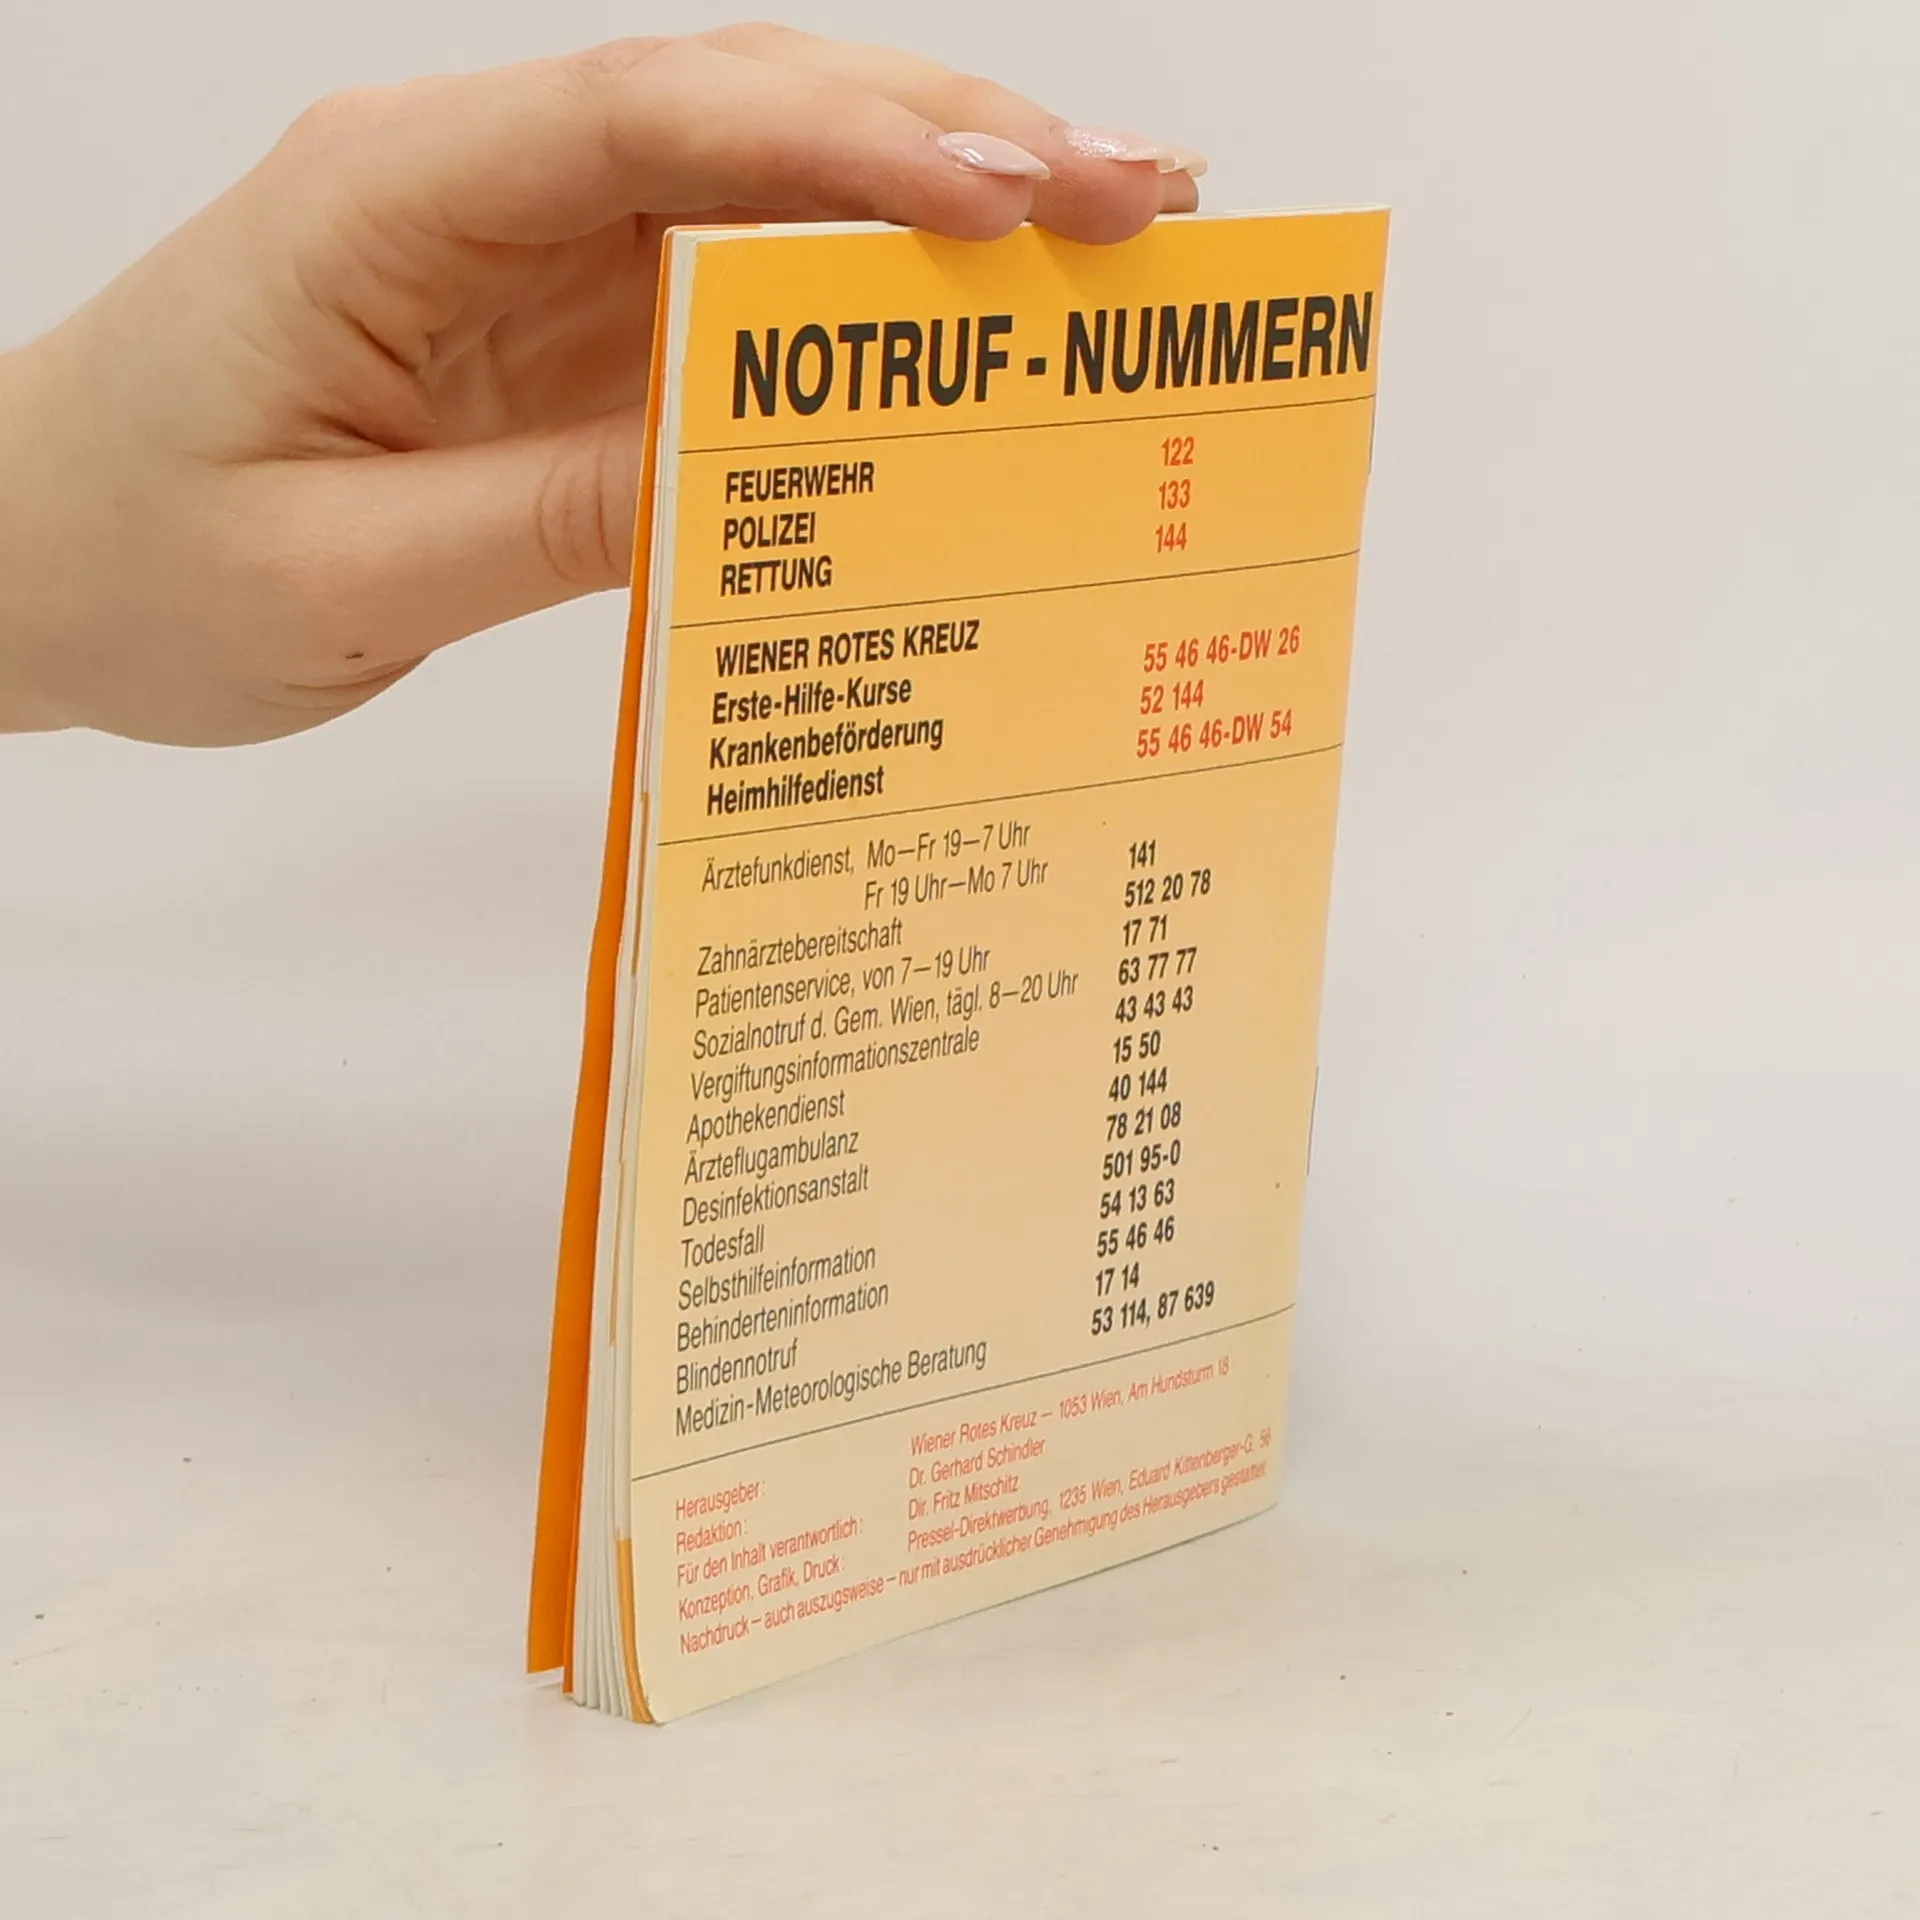 NOTRUF - NUMMERN
FEUERWEHR 122
POLIZEI 133
RETTUNG 144
WIENER ROTES KREUZ
Erste-Hilfe-Kurse 55 46 46-DW 26
Krankenbeförderung 52 144
Heimhilfedienst 55 46 46-DW 54
Ärztefunkdienst, Mo—Fr 19—7 Uhr
Fr 19 Uhr—Mo 7 Uhr 141
Zahnärztebereitschaft 512 20 78
Patientenservice, von 7—19 Uhr 17 71
Sozialnotruf d. Gem. Wien, tägl. 8—20 Uhr 63 77 77
Vergiftungsinformationszentrale 43 43 43
Apothekendienst 15 50
Ärzteflugambulanz 40 144
Desinfektionsanstalt 78 21 08
Todesfall 501 95-0
Selbsthilfeinformation 54 13 63
Behinderteninformation 55 46 46
Blindennotruf 17 14
Medizin-Meteorologische Beratung 53 114, 87 639
Herausgeber: Wiener Rotes Kreuz — 1053 Wien, Am Hundsturm 18
Redaktion: Dr. Gerhard Schindler
Für den Inhalt verantwortlich: Dir. Fritz Mitschitz
Konzeption, Grafik, Druck: Pressel-Direktwerbung, 1235 Wien, Eduard Kittenberger-G. 56
Nachdruck – auch auszugsweise – nur mit ausdrücklicher Genehmigung des Herausgebers gestattet